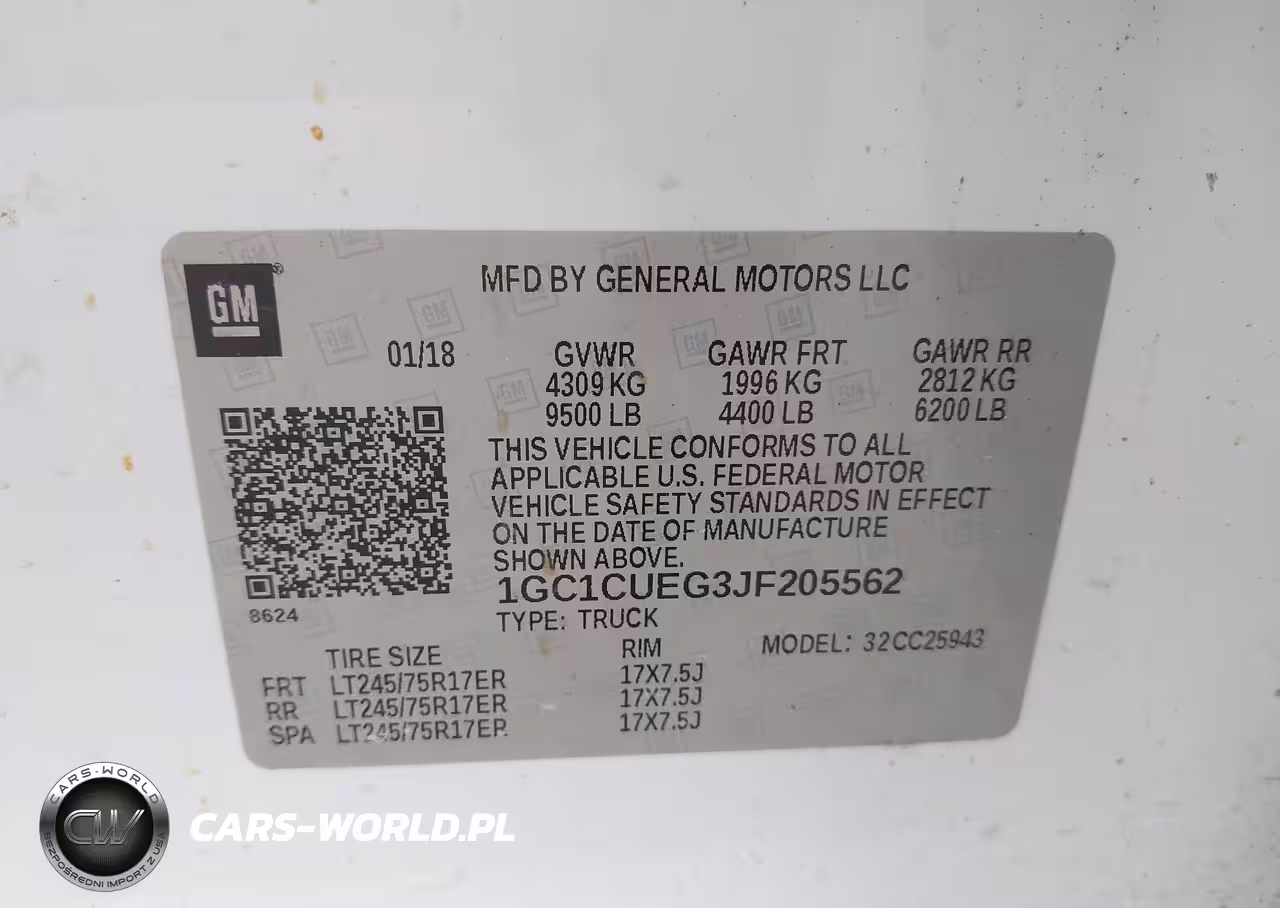 GM ®
MFD BY GENERAL MOTORS LLC
01/18 GVWR GAWR FRT GAWR RR
4309 KG 1996 KG 2812 KG
9500 LB 4400 LB 6200 LB
THIS VEHICLE CONFORMS TO ALL
APPLICABLE U.S. FEDERAL MOTOR
VEHICLE SAFETY STANDARDS IN EFFECT
ON THE DATE OF MANUFACTURE
SHOWN ABOVE.
1GC1CUEG3JF205562
8624
TYPE: TRUCK
TIRE SIZE RIM MODEL: 32CC25943
FRT LT245/75R17ER 17X7.5J
RR LT245/75R17ER 17X7.5J
SPA LT245/75R17ER 17X7.5J
CARS-WORLD
CW
BEZPOŚREDNI IMPORT Z USA
CARS-WORLD.PL